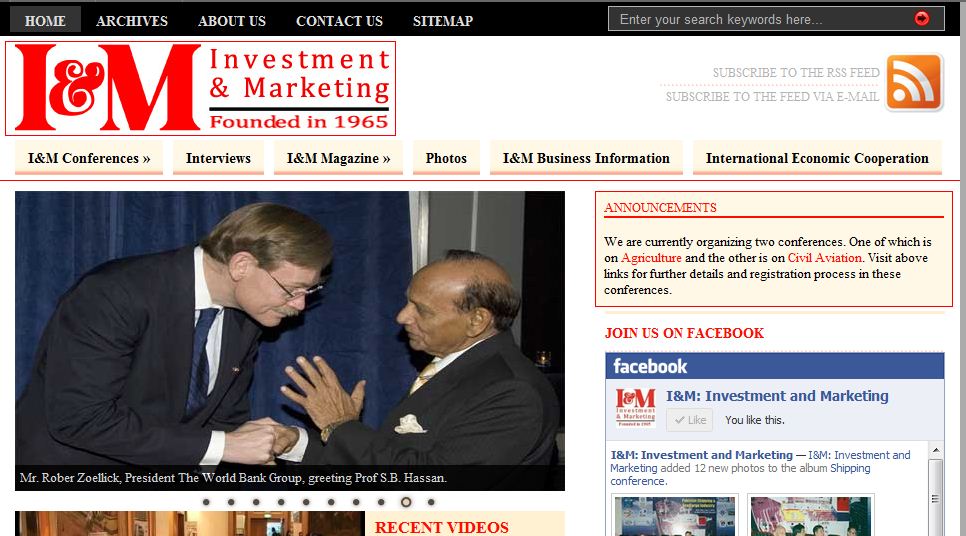 HOME ARCHIVES ABOUT US CONTACT US SITEMAP
Enter your search keywords here...
I&M Investment
& Marketing
Founded in 1965
SUBSCRIBE TO THE RSS FEED
SUBSCRIBE TO THE FEED VIA E-MAIL
I&M Conferences » Interviews I&M Magazine » Photos I&M Business Information International Economic Cooperation
Mr. Rober Zoellick, President The World Bank Group, greeting Prof S.B. Hassan.
RECENT VIDEOS
ANNOUNCEMENTS
We are currently organizing two conferences. One of which is
on Agriculture and the other is on Civil Aviation. Visit above
links for further details and registration process in these
conferences.
JOIN US ON FACEBOOK
facebook
I&M
Investment
& Marketing
Founded in 1965
I&M: Investment and Marketing
Like You like this.
I&M: Investment and Marketing — I&M: Investment and
Marketing added 12 new photos to the album Shipping
conference.